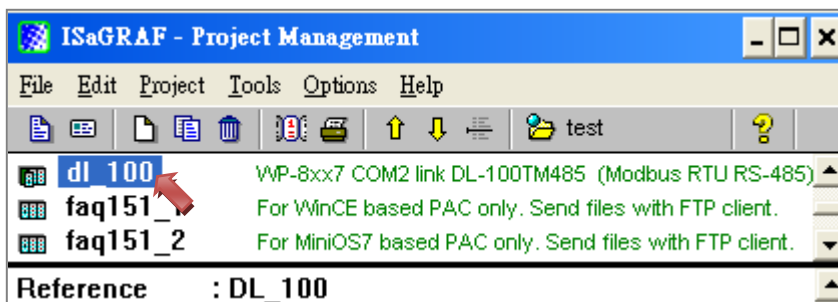 ISaGRAF - Project Management
File Edit Project Tools Options Help
test
dl_100 WP-8xx7 COM2 link DL-100TM485 (Modbus RTU RS-485)
faq151_1 For WinCE based PAC only. Send files with FTP client.
faq151_2 For MiniOS7 based PAC only. Send files with FTP client.
Reference : DL_100